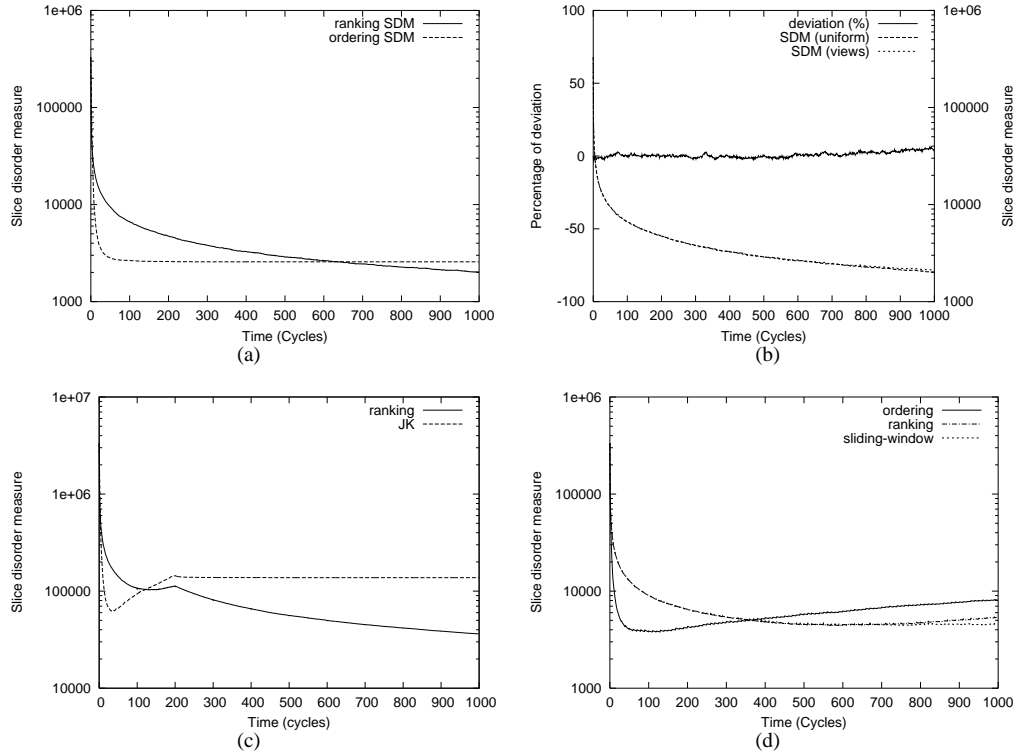 1e+06
100000
10000
1000
Slice disorder measure
ranking SDM
ordering SDM
0 100 200 300 400 500 600 700 800 900 1000
Time (Cycles)
(a)
100
50
0
-50
-100
Percentage of deviation
deviation (%)
SDM (uniform)
SDM (views)
1e+06
100000
10000
1000
Slice disorder measure
0 100 200 300 400 500 600 700 800 900 1000
Time (Cycles)
(b)
1e+07
1e+06
100000
10000
Slice disorder measure
ranking
JK
0 100 200 300 400 500 600 700 800 900 1000
Time (cycles)
(c)
1e+06
100000
10000
1000
Slice disorder measure
ordering
ranking
sliding-window
0 100 200 300 400 500 600 700 800 900 1000
Time (Cycles)
(d)